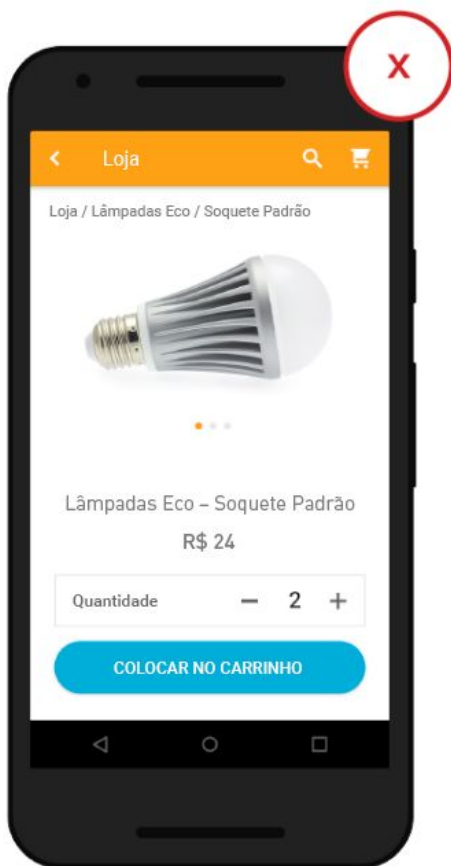 X
Loja
Loja / Lâmpadas Eco / Soquete Padrão
Lâmpadas Eco – Soquete Padrão
R$ 24
Quantidade − 2 +
COLOCAR NO CARRINHO